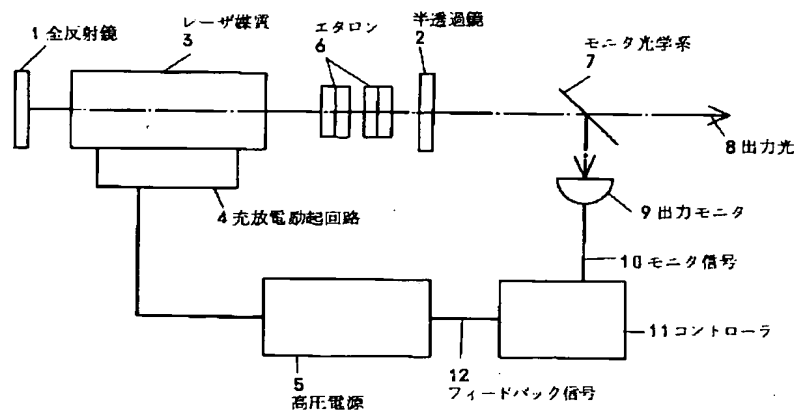 1 全反射鏡
レーザ媒質
3
エタロン
6
半透過鏡
2
モニタ光学系
7
8 出力光
4 充放電励起回路
9 出力モニタ
10 モニタ信号
11 コントローラ
5
高圧電源
12
フィードバック信号